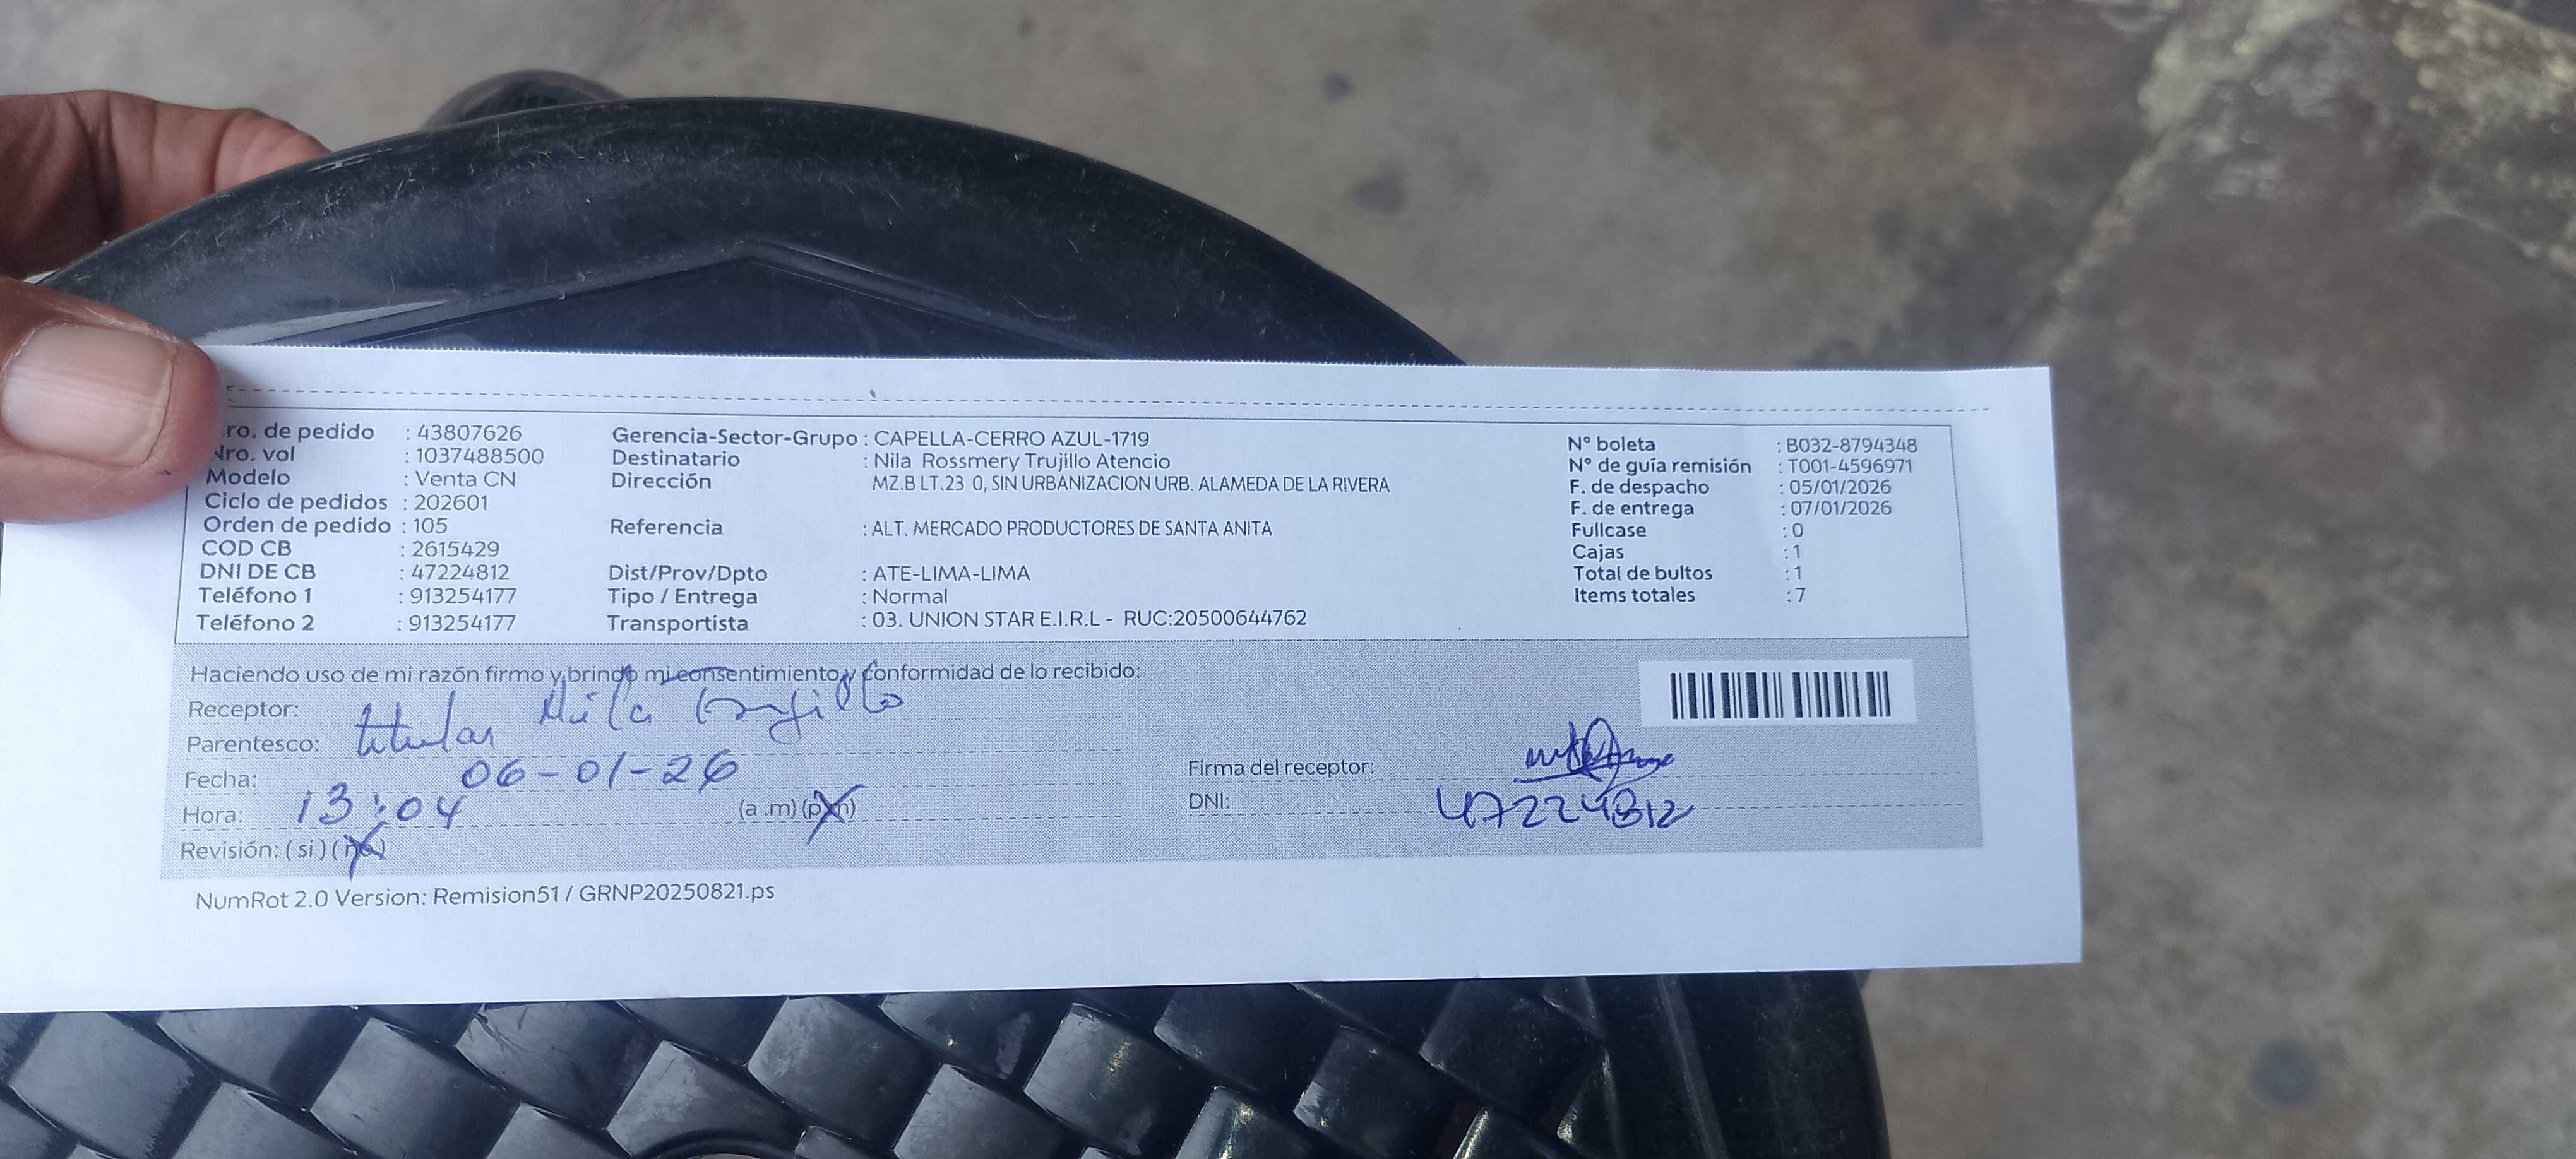 ro. de pedido : 43807626
Nro. vol : 1037488500
Modelo : Venta CN
Ciclo de pedidos : 202601
Orden de pedido : 105
COD CB : 2615429
DNI DE CB : 47224812
Teléfono 1 : 913254177
Teléfono 2 : 913254177
Gerencia-Sector-Grupo : CAPELLA-CERRO AZUL-1719
Destinatario : Nila Rossmery Trujillo Atencio
Dirección MZ.B LT.23 0, SIN URBANIZACION URB. ALAMEDA DE LA RIVERA
Referencia : ALT. MERCADO PRODUCTORES DE SANTA ANITA
Dist/Prov/Dpto : ATE-LIMA-LIMA
Tipo / Entrega : Normal
Transportista : 03. UNION STAR E.I.R.L - RUC:20500644762
N° boleta : B032-8794348
N° de guía remisión : T001-4596971
F. de despacho : 05/01/2026
F. de entrega : 07/01/2026
Fullcase : 0
Cajas : 1
Total de bultos : 1
Items totales : 7
Haciendo uso de mi razón firmo y brindo mi consentimiento y conformidad de lo recibido:
Receptor: Nila Trujillo
Parentesco: titular
Fecha: 06-01-26
Hora: 13:04 (a .m) (p.m)
Revisión: ( si ) ( no )
Firma del receptor:
DNI: 47224812
NumRot 2.0 Version: Remision51 / GRNP20250821.ps